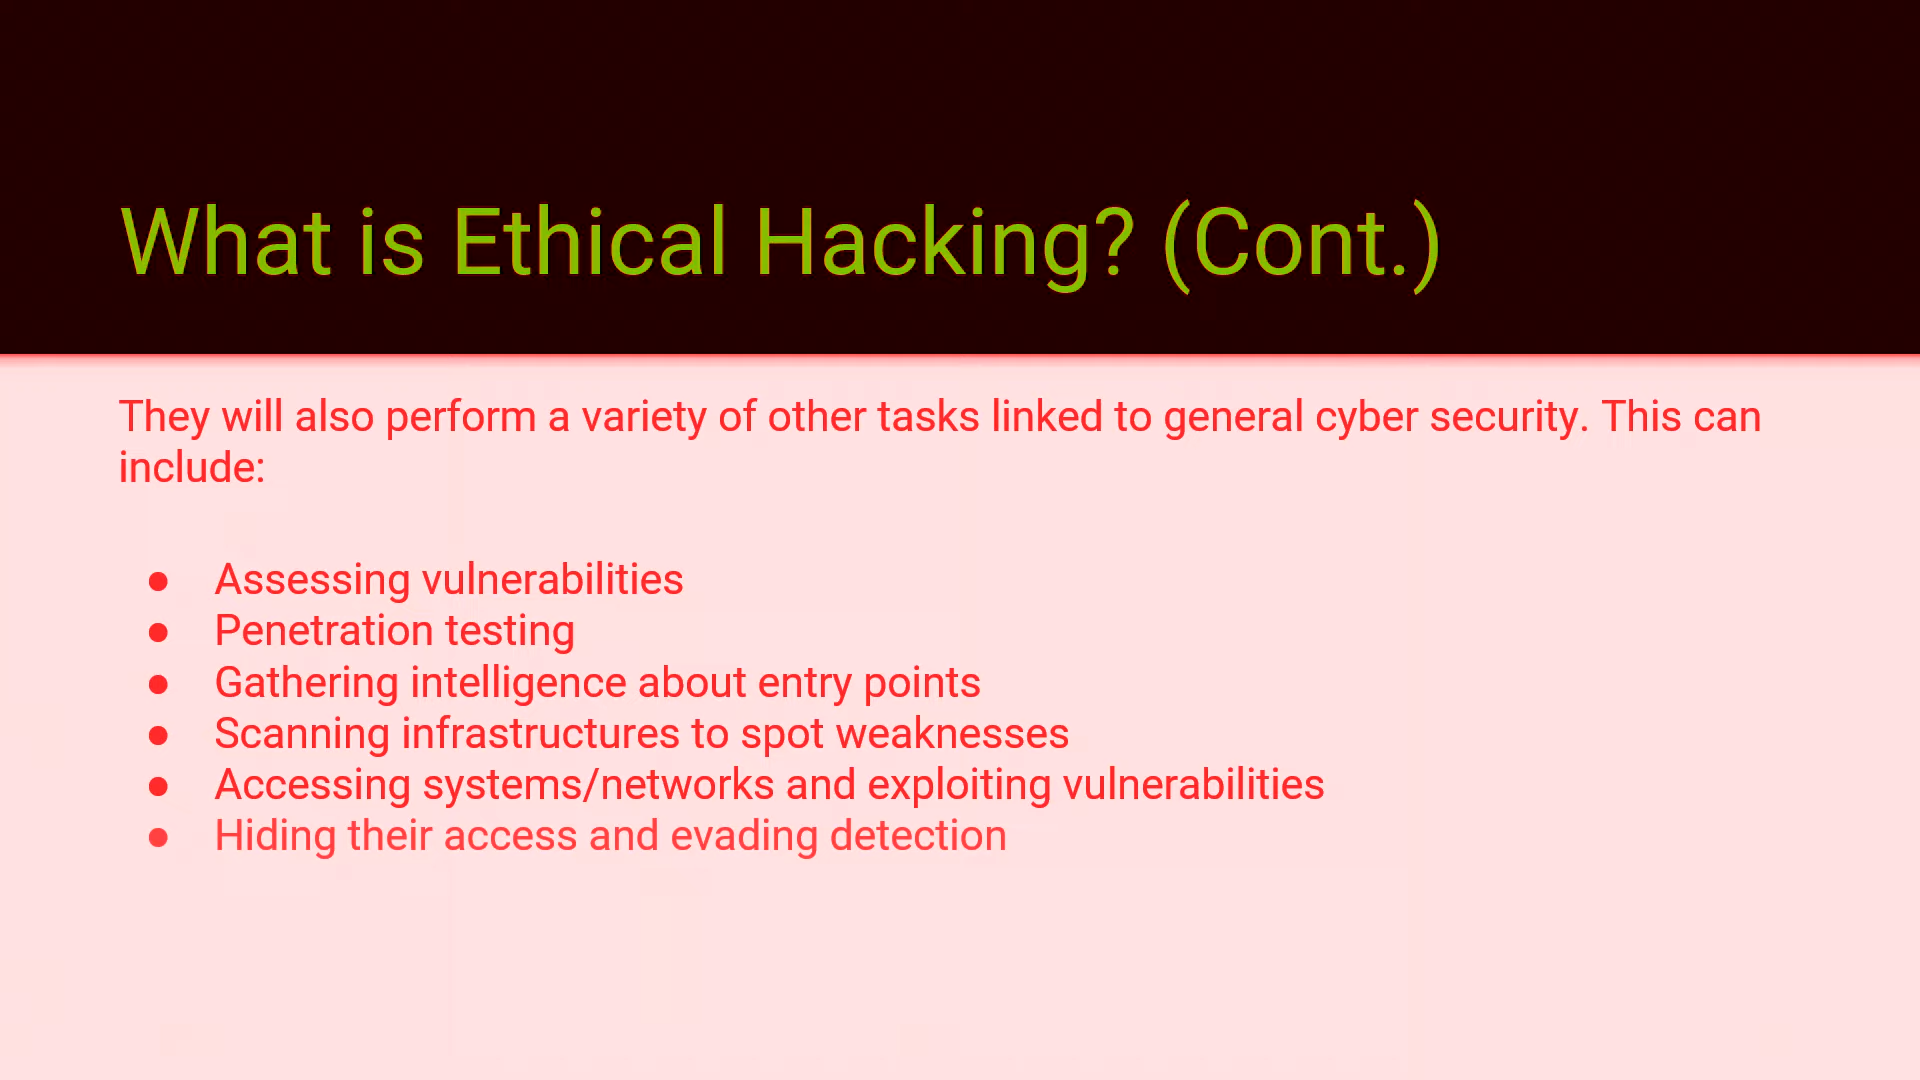 What is Ethical Hacking? (Cont.)
They will also perform a variety of other tasks linked to general cyber security. This can
include:
● Assessing vulnerabilities
● Penetration testing
● Gathering intelligence about entry points
● Scanning infrastructures to spot weaknesses
● Accessing systems/networks and exploiting vulnerabilities
● Hiding their access and evading detection